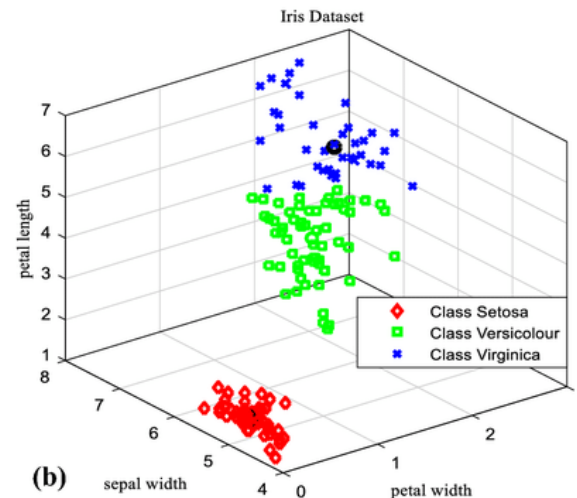 Iris Dataset
7
6
5
4
3
2
1
petal length
8
7
6
5
4
sepal width
0
1
2
petal width
Class Setosa
Class Versicolour
Class Virginica
(b)